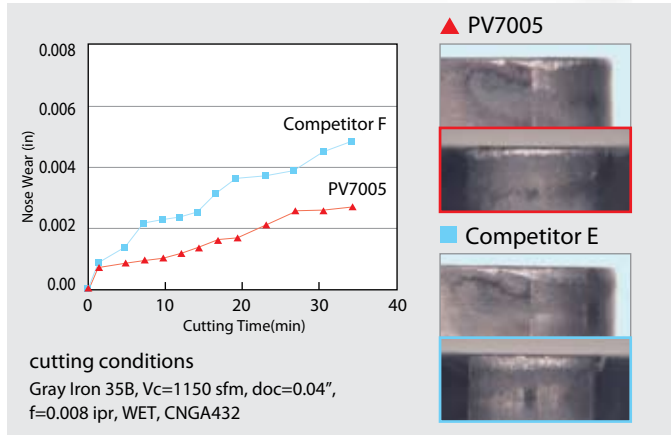 0.008
0.006
0.004
0.002
0.00
Nose Wear (in)
Competitor F
PV7005
0 10 20 30 40
Cutting Time(min)
▲ PV7005
■ Competitor E
cutting conditions
Gray Iron 35B, Vc=1150 sfm, doc=0.04”,
f=0.008 ipr, WET, CNGA432